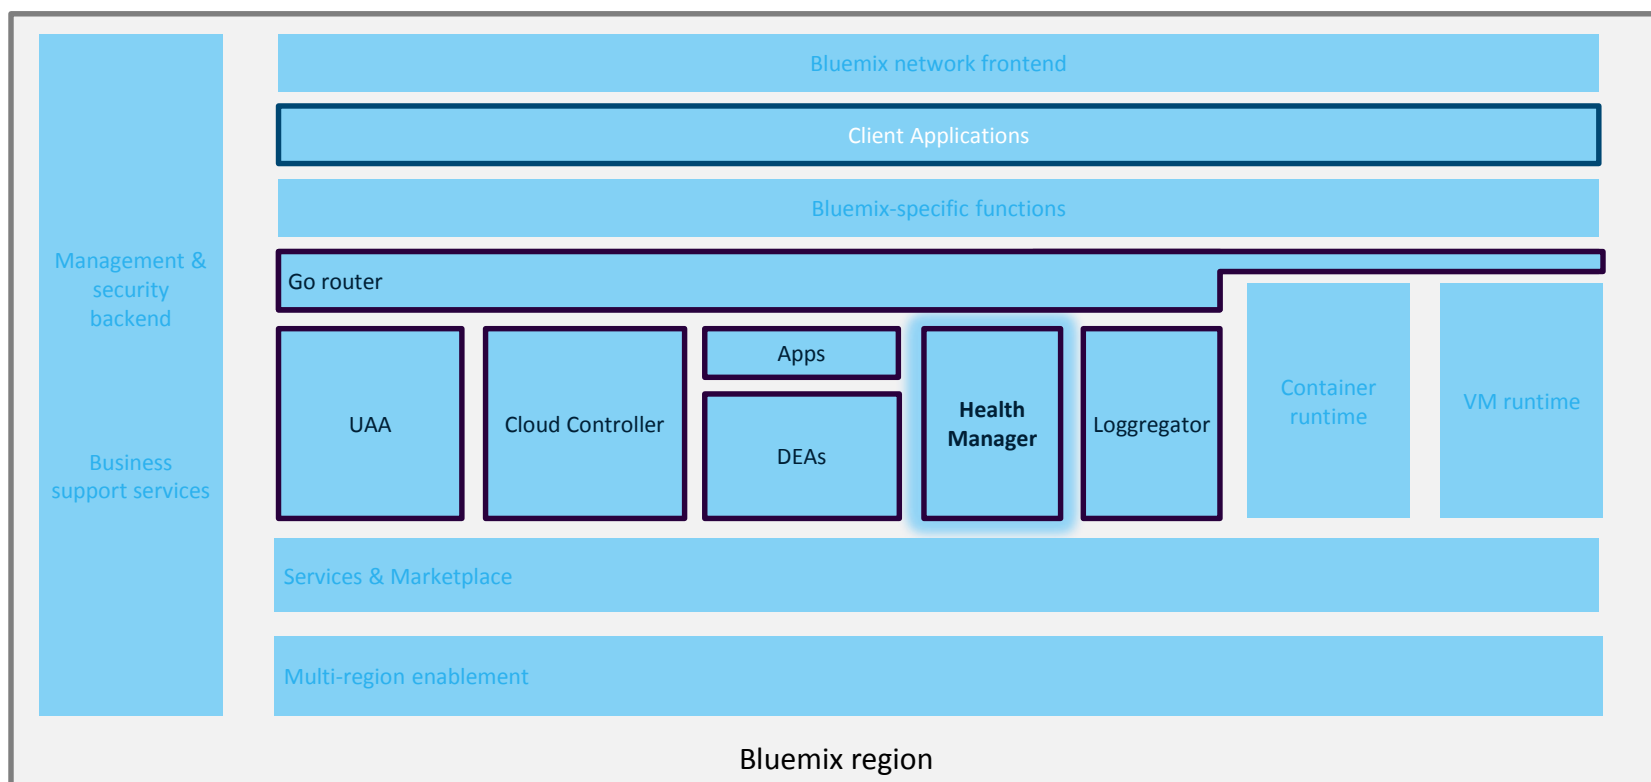 Bluemix network frontend
Client Applications
Bluemix-specific functions
Management &
security
backend
Business
support services
Go router
UAA
Cloud Controller
Apps
DEAs
Health
Manager
Loggregator
Container
runtime
VM runtime
Services & Marketplace
Multi-region enablement
Bluemix region